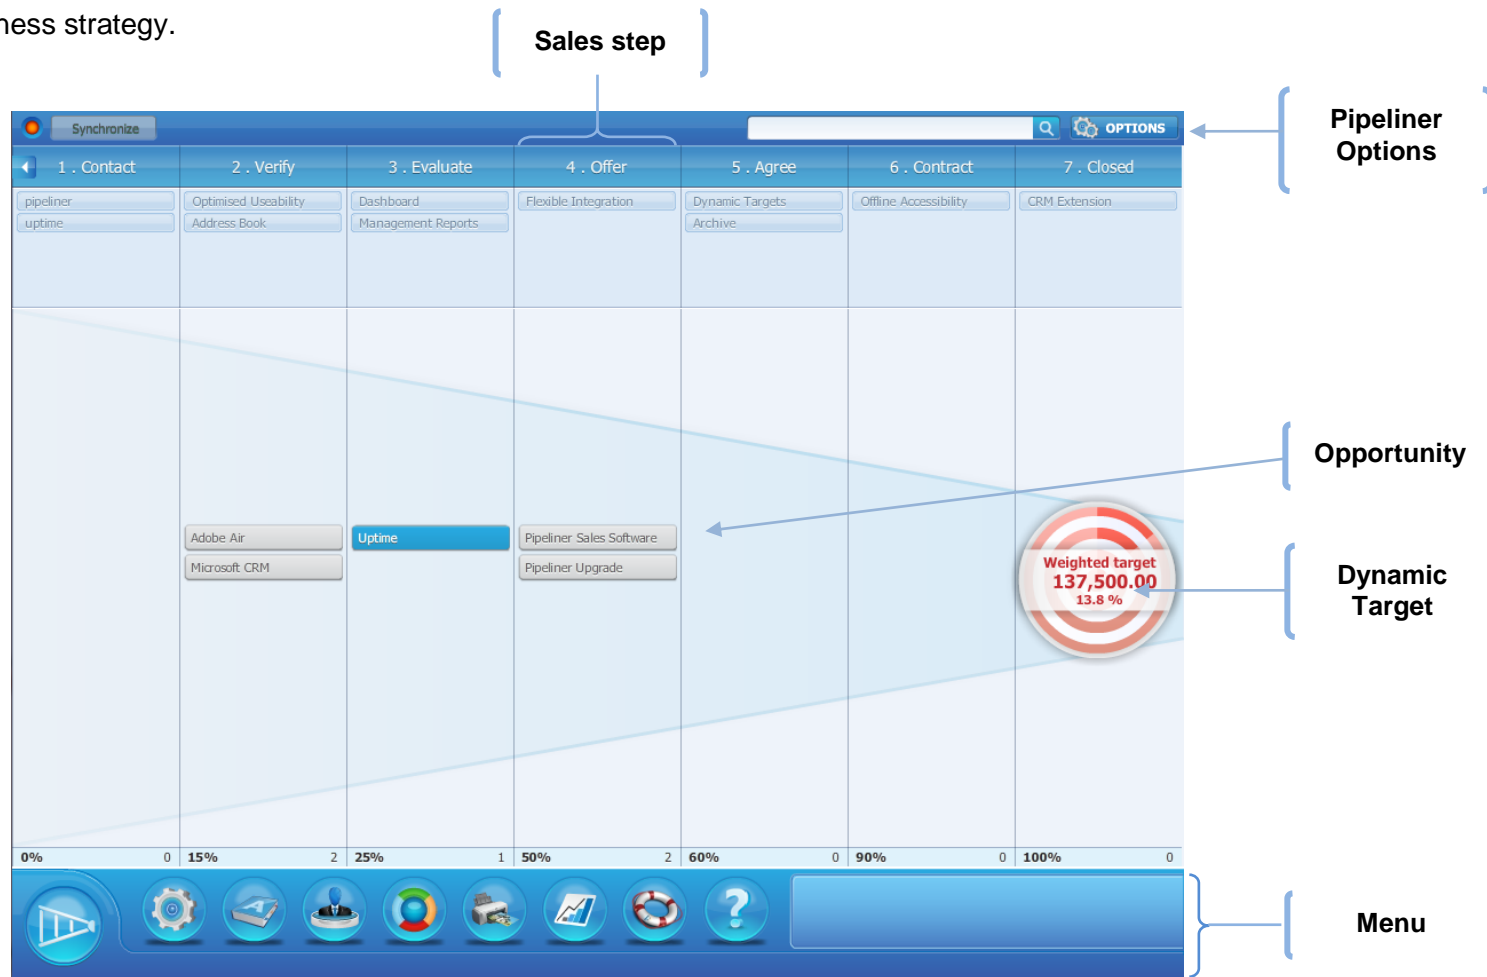 ness strategy.
Sales step
Pipeliner
Options
Synchronize
OPTIONS
1 . Contact
2 . Verify
3 . Evaluate
4 . Offer
5 . Agree
6 . Contract
7 . Closed
pipeliner
Optimised Useability
Dashboard
Flexible Integration
Dynamic Targets
Offline Accessibility
CRM Extension
uptime
Address Book
Management Reports
Archive
Opportunity
Adobe Air
Uptime
Pipeliner Sales Software
Microsoft CRM
Pipeliner Upgrade
Weighted target
137,500.00
13.8 %
Dynamic
Target
0% 0
15% 2
25% 1
50% 2
60% 0
90% 0
100% 0
Menu